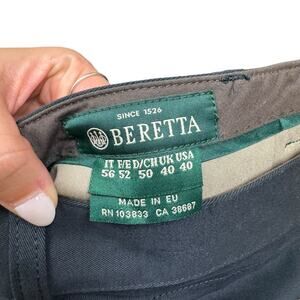 SINCE 1526
BERETTA
IT F/E D/CH UK USA
56 52 50 40 40
MADE IN EU
RN 103833 CA 38687